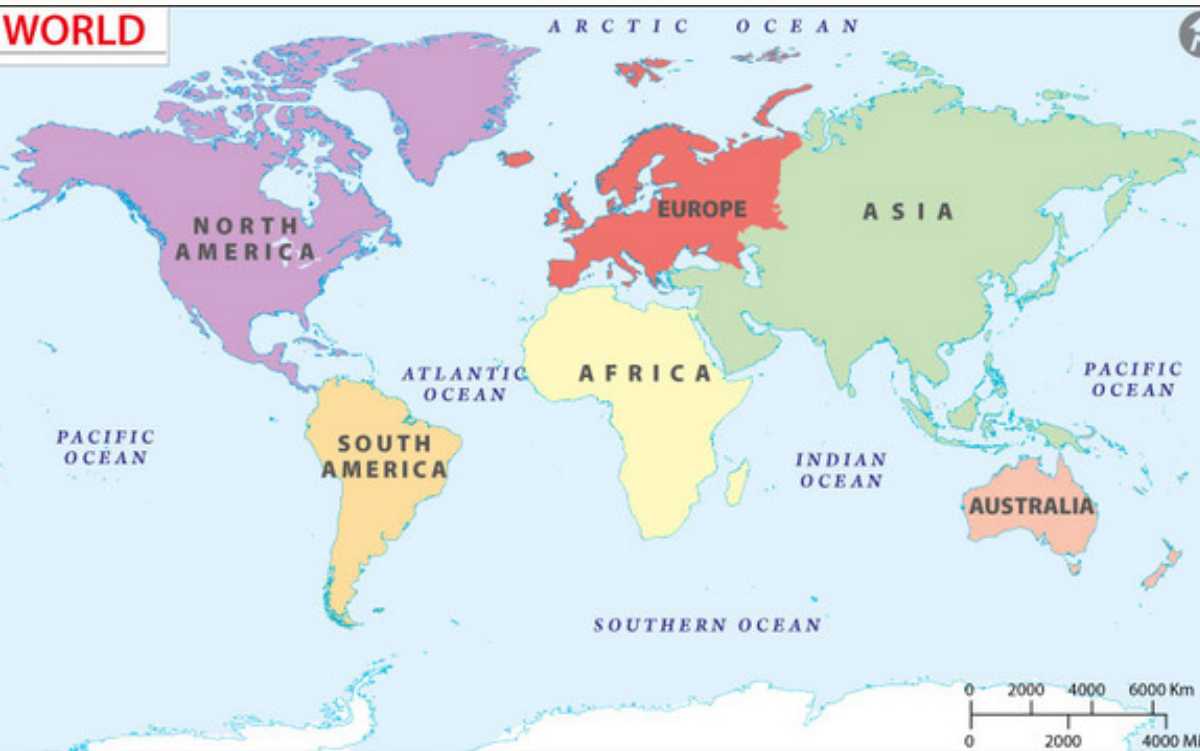 WORLD
ARCTIC OCEAN
NORTH
AMERICA
EUROPE
ASIA
ATLANTIC
OCEAN
AFRICA
PACIFIC
OCEAN
PACIFIC
OCEAN
SOUTH
AMERICA
INDIAN
OCEAN
AUSTRALIA
SOUTHERN OCEAN
0 2000 4000 6000 Km
0 2000 4000 Mi